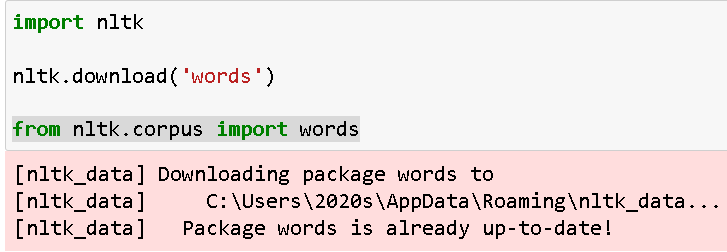 import nltk
nltk.download('words')
from nltk.corpus import words
[nltk_data] Downloading package words to
[nltk_data]     C:\Users\2020s\AppData\Roaming\nltk_data...
[nltk_data]   Package words is already up-to-date!